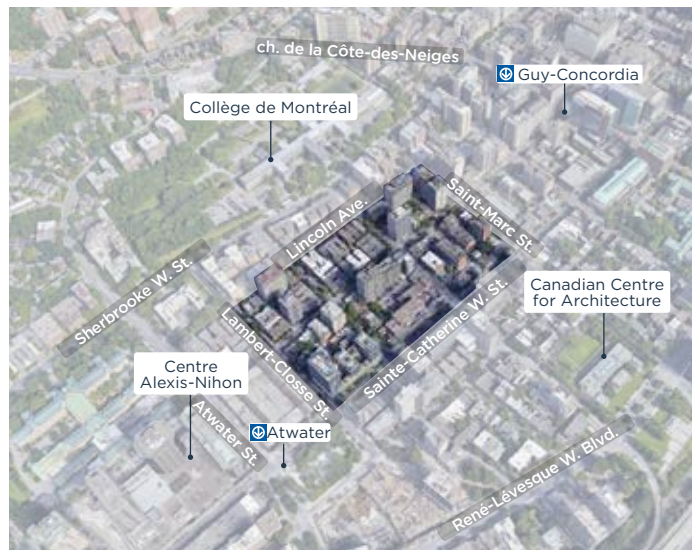 ch. de la Côte-des-Neiges
Guy-Concordia
Collège de Montréal
Saint-Marc St.
Lincoln Ave.
Sherbrooke W. St.
Canadian Centre
for Architecture
Sainte-Catherine W. St.
Lambert-Closse St.
Centre
Alexis-Nihon
Atwater St.
Atwater
René-Lévesque W. Blvd.